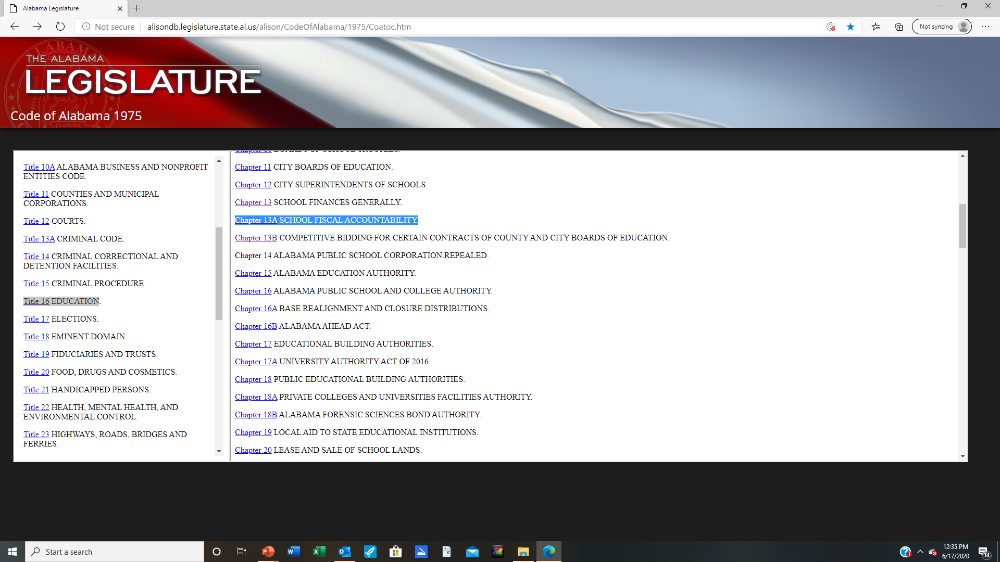 Alabama Legislature
Not secure
alisondb.legislature.state.al.us/alison/CodeOfAlabama/1975/Coatoc.htm
Not syncing
THE ALABAMA
LEGISLATURE
Code of Alabama 1975
Title 10A ALABAMA BUSINESS AND NONPROFIT
ENTITIES CODE.
Title 11 COUNTIES AND MUNICIPAL
CORPORATIONS.
Title 12 COURTS.
Title 13A CRIMINAL CODE.
Title 14 CRIMINAL CORRECTIONAL AND
DETENTION FACILITIES.
Title 15 CRIMINAL PROCEDURE.
Title 16 EDUCATION.
Title 17 ELECTIONS.
Title 18 EMINENT DOMAIN.
Title 19 FIDUCIARIES AND TRUSTS.
Title 20 FOOD, DRUGS AND COSMETICS.
Title 21 HANDICAPPED PERSONS.
Title 22 HEALTH, MENTAL HEALTH, AND
ENVIRONMENTAL CONTROL.
Title 23 HIGHWAYS, ROADS, BRIDGES AND
FERRIES.
Chapter 10 BOARDS OF SCHOOL TRUSTEES.
Chapter 11 CITY BOARDS OF EDUCATION.
Chapter 12 CITY SUPERINTENDENTS OF SCHOOLS.
Chapter 13 SCHOOL FINANCES GENERALLY.
Chapter 13A SCHOOL FISCAL ACCOUNTABILITY.
Chapter 13B COMPETITIVE BIDDING FOR CERTAIN CONTRACTS OF COUNTY AND CITY BOARDS OF EDUCATION.
Chapter 14 ALABAMA PUBLIC SCHOOL CORPORATION.REPEALED.
Chapter 15 ALABAMA EDUCATION AUTHORITY.
Chapter 16 ALABAMA PUBLIC SCHOOL AND COLLEGE AUTHORITY.
Chapter 16A BASE REALIGNMENT AND CLOSURE DISTRIBUTIONS.
Chapter 16B ALABAMA AHEAD ACT.
Chapter 17 EDUCATIONAL BUILDING AUTHORITIES.
Chapter 17A UNIVERSITY AUTHORITY ACT OF 2016.
Chapter 18 PUBLIC EDUCATIONAL BUILDING AUTHORITIES.
Chapter 18A PRIVATE COLLEGES AND UNIVERSITIES FACILITIES AUTHORITY.
Chapter 18B ALABAMA FORENSIC SCIENCES BOND AUTHORITY.
Chapter 19 LOCAL AID TO STATE EDUCATIONAL INSTITUTIONS.
Chapter 20 LEASE AND SALE OF SCHOOL LANDS.
Start a search
12:35 PM
6/17/2020
14